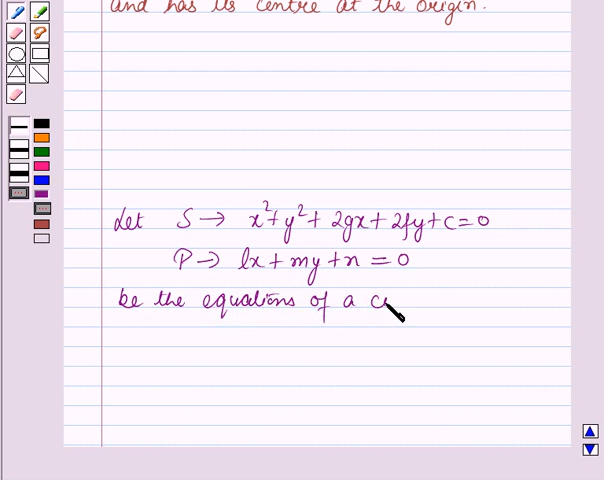 and has its centre at the origin.
Let S → x²+y²+2gx+2fy+c=0
P → lx+my+n=0
be the equations of a c